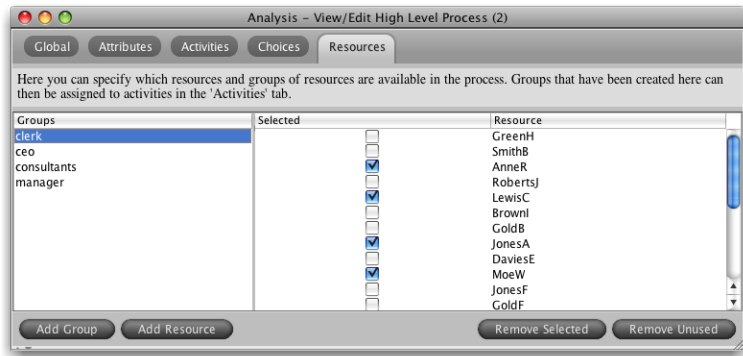 Analysis - View/Edit High Level Process (2)
Global Attributes Activities Choices Resources
Here you can specify which resources and groups of resources are available in the process. Groups that have been created here can
then be assigned to activities in the 'Activities' tab.
Groups Selected Resource
clerk GreenH
ceo SmithB
consultants AnneR
manager RobertsJ
LewisC
BrownI
GoldB
JonesA
DaviesE
MoeW
JonesF
GoldF
Add Group Add Resource Remove Selected Remove Unused